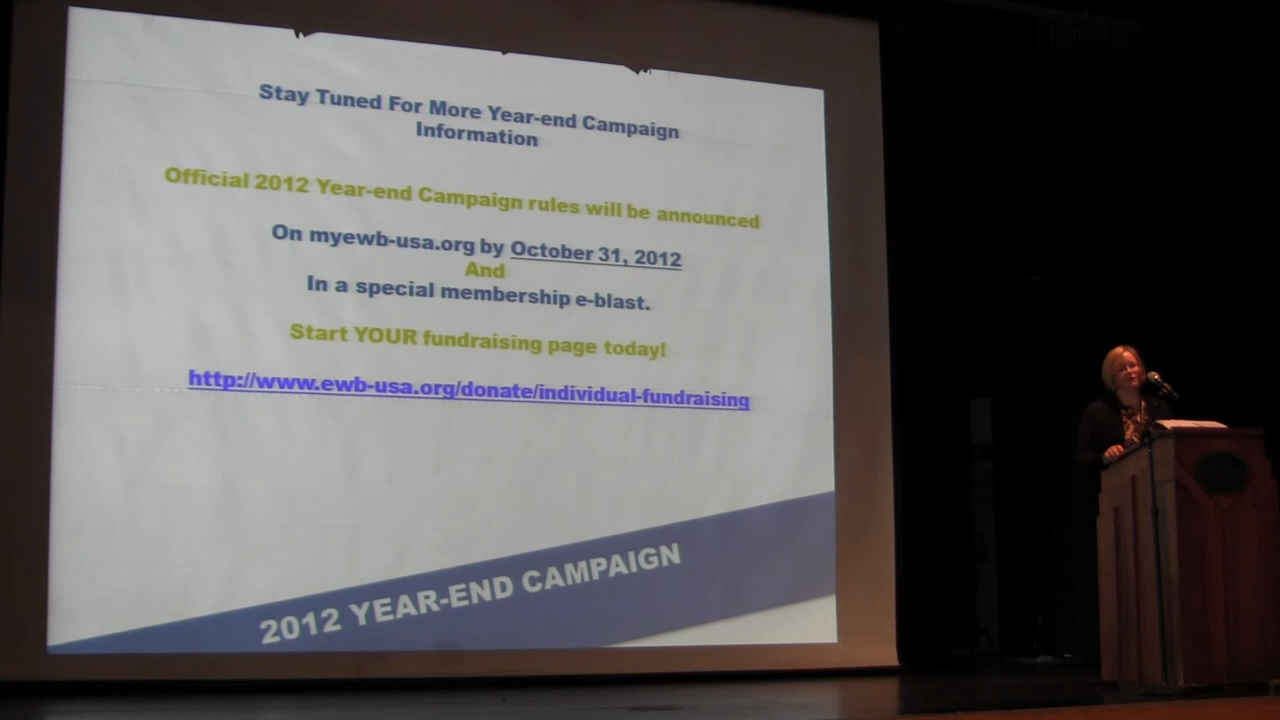 Stay Tuned For More Year-end Campaign
Information
Official 2012 Year-end Campaign rules will be announced
On myewb-usa.org by October 31, 2012
And
In a special membership e-blast.
Start YOUR fundraising page today!
http://www.ewb-usa.org/donate/individual-fundraising
2012 YEAR-END CAMPAIGN